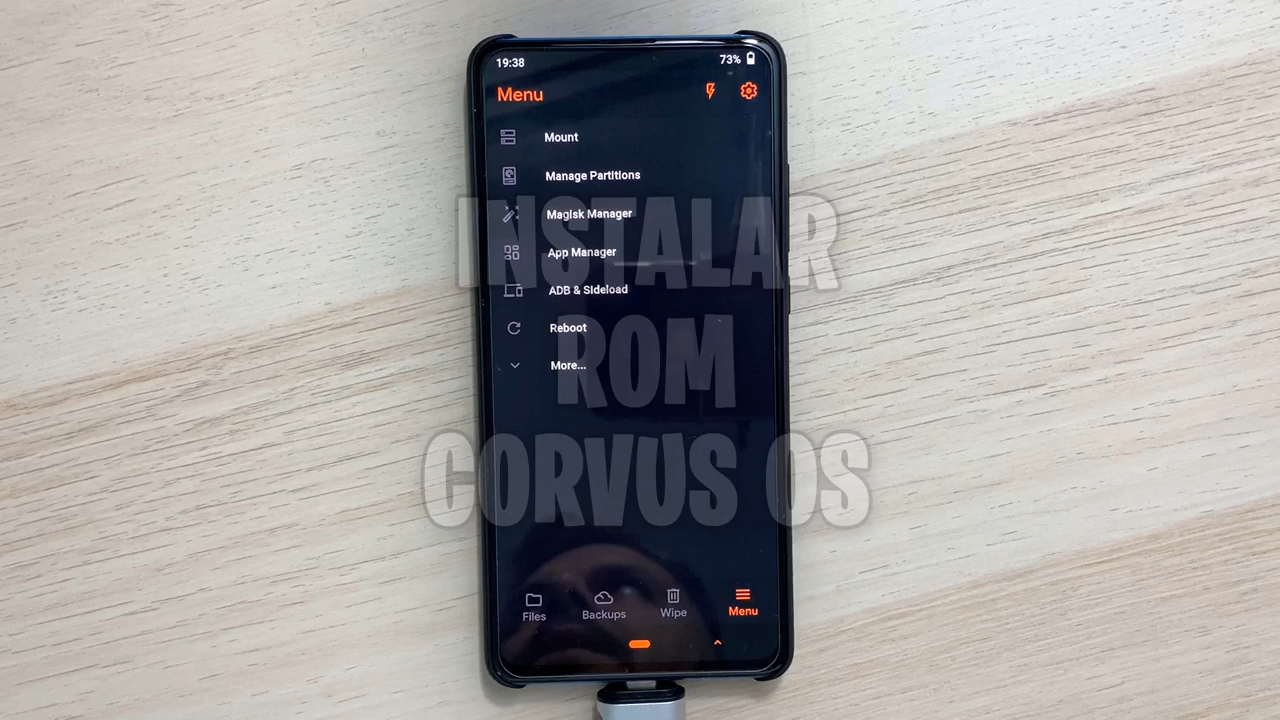 19:38
73%
Menu
Mount
Manage Partitions
Magisk Manager
App Manager
ADB & Sideload
Reboot
More...
INSTALAR
ROM
CORVUS OS
Files
Backups
Wipe
Menu